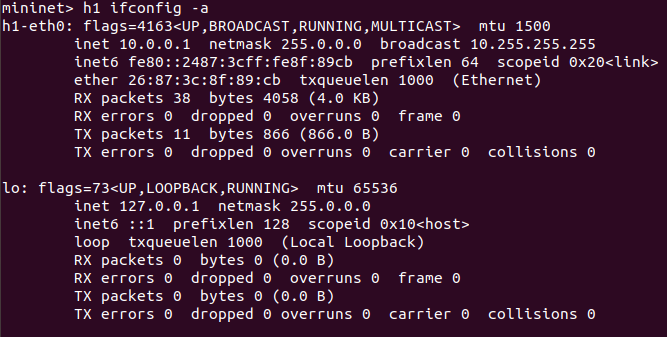 mininet> h1 ifconfig -a
h1-eth0: flags=4163<UP,BROADCAST,RUNNING,MULTICAST>  mtu 1500
        inet 10.0.0.1  netmask 255.0.0.0  broadcast 10.255.255.255
        inet6 fe80::2487:3cff:fe8f:89cb  prefixlen 64  scopeid 0x20<link>
        ether 26:87:3c:8f:89:cb  txqueuelen 1000  (Ethernet)
        RX packets 38  bytes 4058 (4.0 KB)
        RX errors 0  dropped 0  overruns 0  frame 0
        TX packets 11  bytes 866 (866.0 B)
        TX errors 0  dropped 0 overruns 0  carrier 0  collisions 0

lo: flags=73<UP,LOOPBACK,RUNNING>  mtu 65536
        inet 127.0.0.1  netmask 255.0.0.0
        inet6 ::1  prefixlen 128  scopeid 0x10<host>
        loop  txqueuelen 1000  (Local Loopback)
        RX packets 0  bytes 0 (0.0 B)
        RX errors 0  dropped 0  overruns 0  frame 0
        TX packets 0  bytes 0 (0.0 B)
        TX errors 0  dropped 0 overruns 0  carrier 0  collisions 0